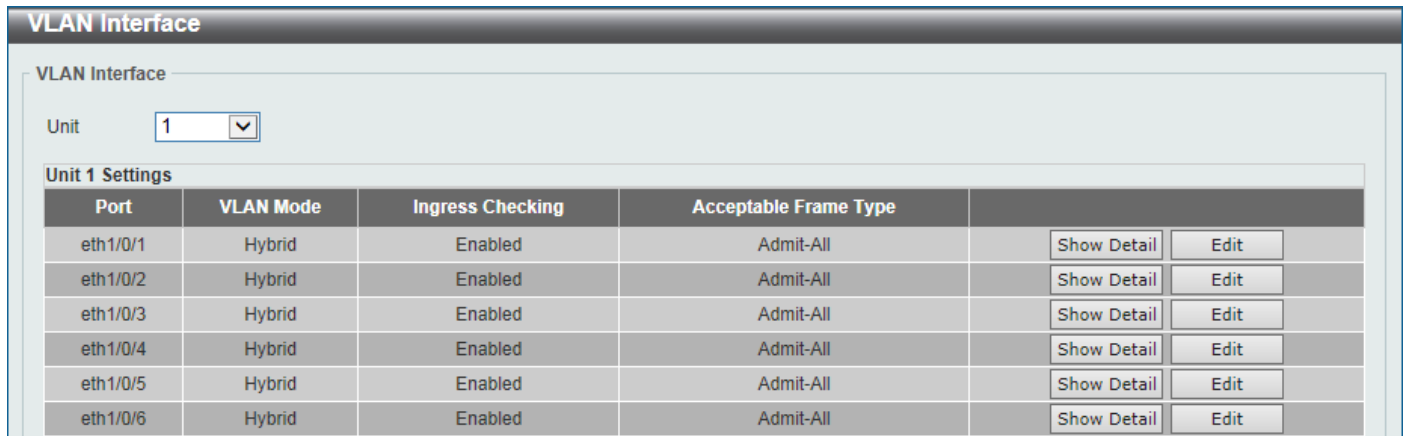 VLAN Interface
VLAN Interface
Unit 1
Unit 1 Settings
Port VLAN Mode Ingress Checking Acceptable Frame Type
eth1/0/1 Hybrid Enabled Admit-All Show Detail Edit
eth1/0/2 Hybrid Enabled Admit-All Show Detail Edit
eth1/0/3 Hybrid Enabled Admit-All Show Detail Edit
eth1/0/4 Hybrid Enabled Admit-All Show Detail Edit
eth1/0/5 Hybrid Enabled Admit-All Show Detail Edit
eth1/0/6 Hybrid Enabled Admit-All Show Detail Edit